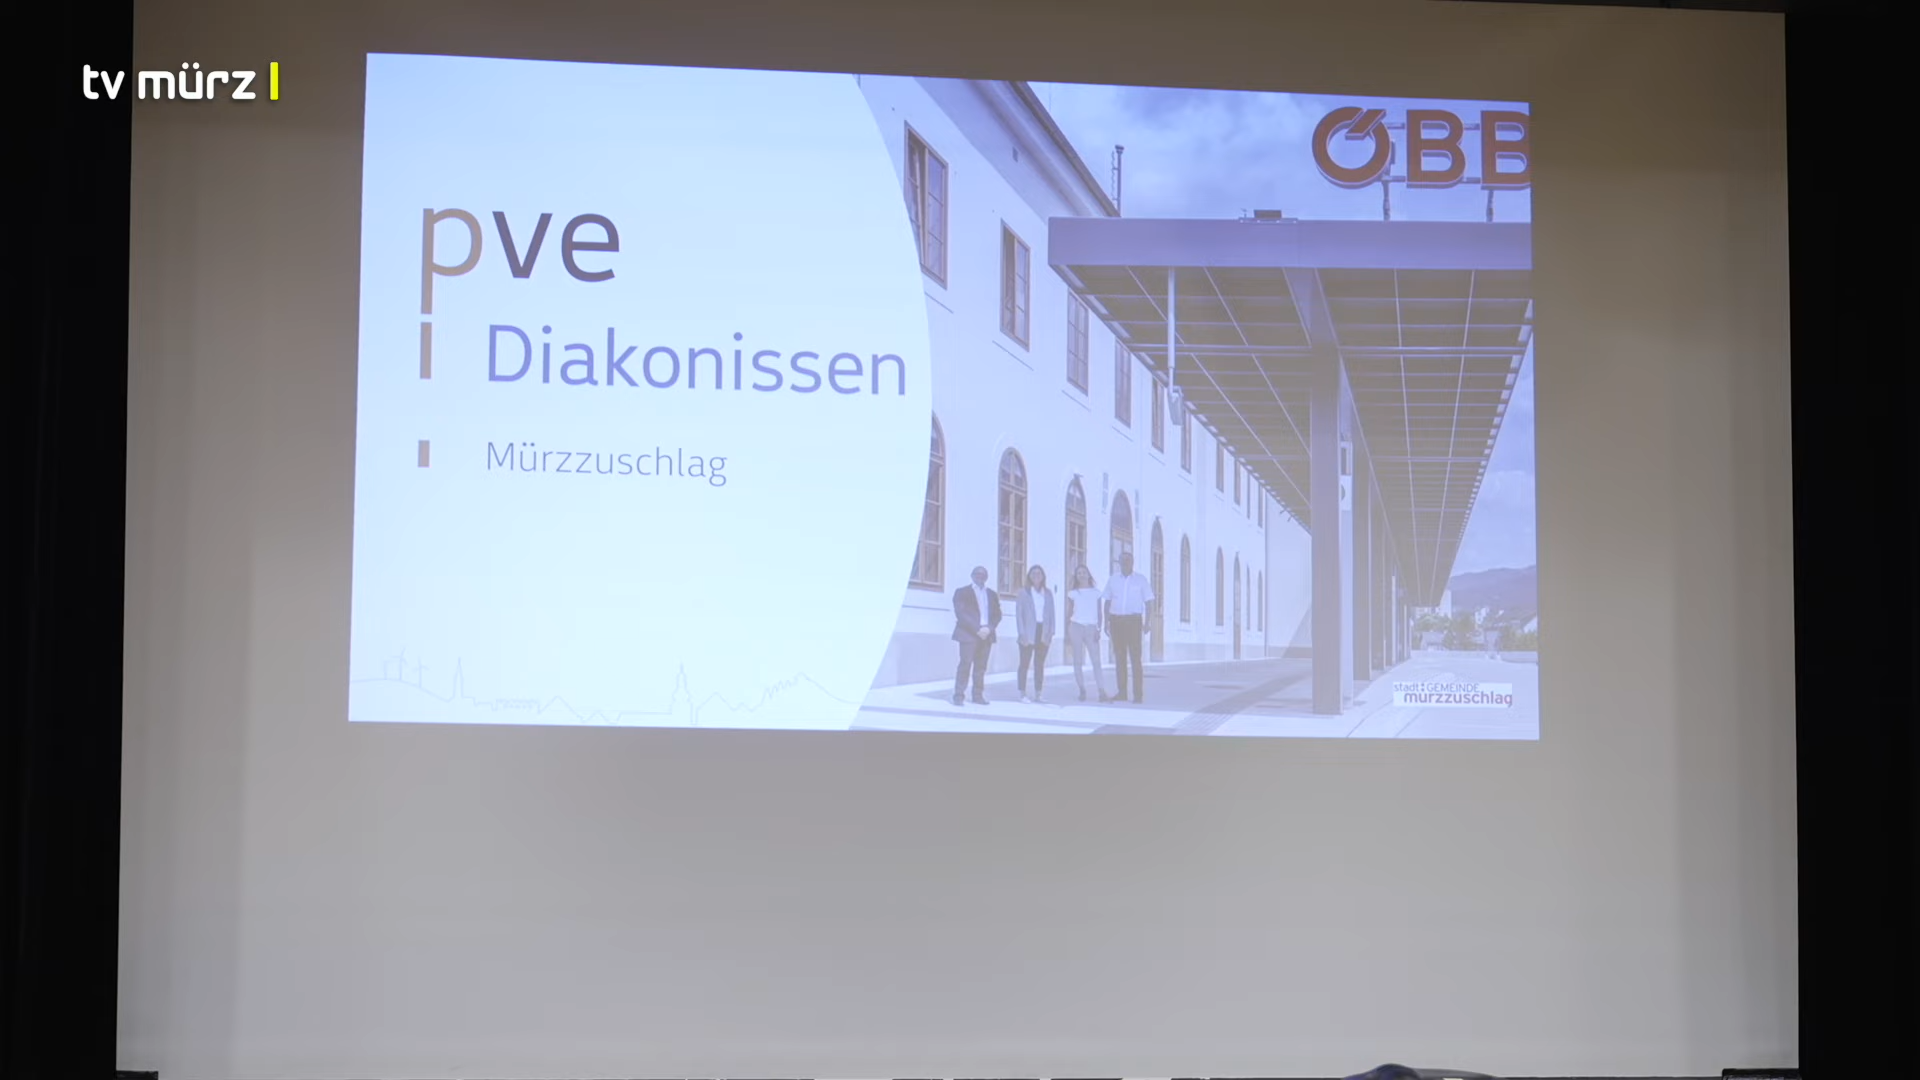 tv mürz
ÖBB
pve
Diakonissen
Mürzzuschlag
stadt:GEMEINDE
mürzzuschlag